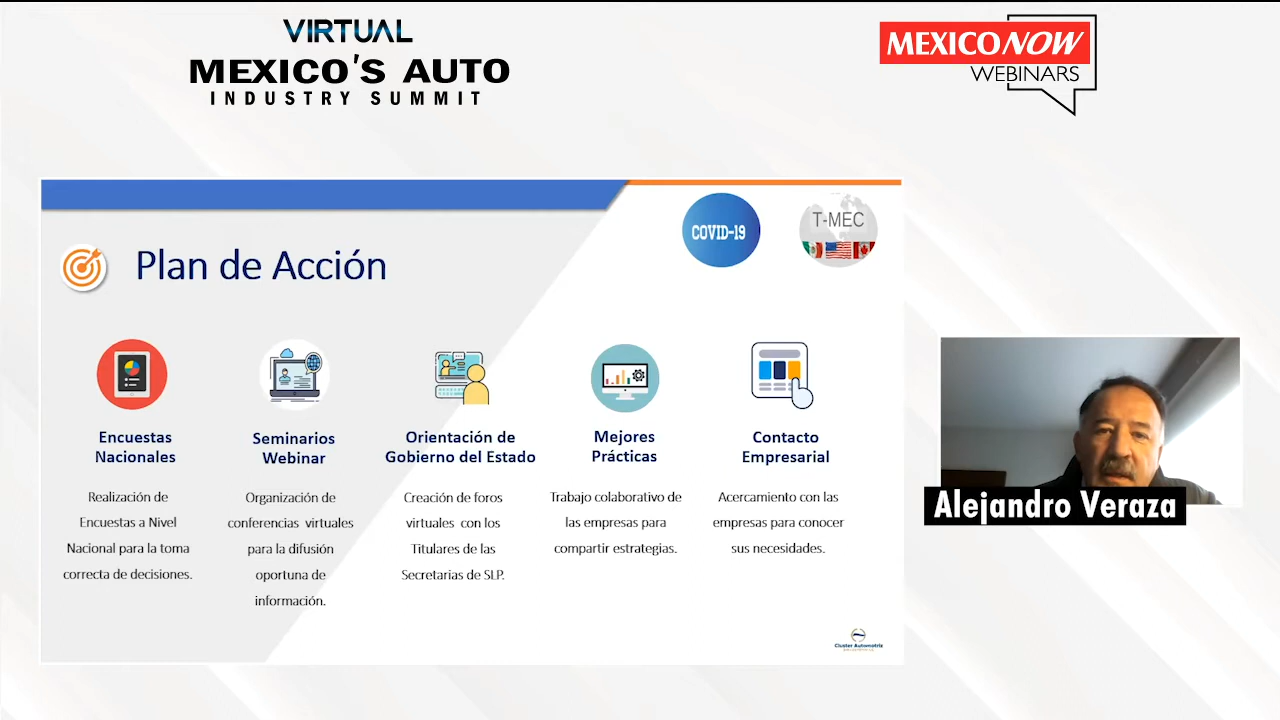 VIRTUAL
MEXICO'S AUTO
INDUSTRY SUMMIT
MEXICONOW
WEBINARS
COVID-19
T-MEC
Plan de Acción
Encuestas
Nacionales
Realización de
Encuestas a Nivel
Nacional para la toma
correcta de decisiones.
Seminarios
Webinar
Organización de
conferencias virtuales
para la difusión
oportuna de
información.
Orientación de
Gobierno del Estado
Creación de foros
virtuales con los
Titulares de las
Secretarias de SLP.
Mejores
Prácticas
Trabajo colaborativo de
las empresas para
compartir estrategias.
Contacto
Empresarial
Acercamiento con las
empresas para conocer
sus necesidades.
Alejandro Veraza
Cluster Automotriz